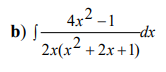 b) ∫ (4x² – 1) / (2x(x² + 2x + 1)) dx